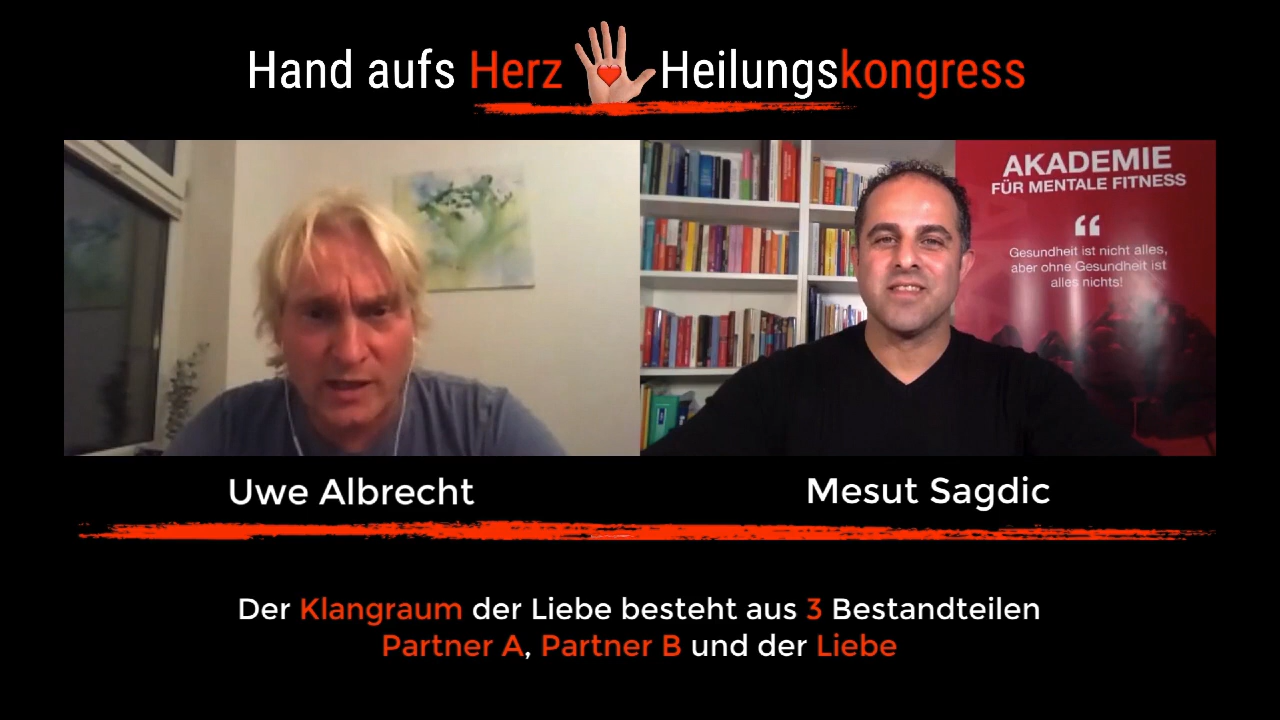 Hand aufs Herz Heilungskongress
AKADEMIE
FÜR MENTALE FITNESS
“
Gesundheit ist nicht alles,
aber ohne Gesundheit ist
alles nichts!
Uwe Albrecht
Mesut Sagdic
Der Klangraum der Liebe besteht aus 3 Bestandteilen
Partner A, Partner B und der Liebe